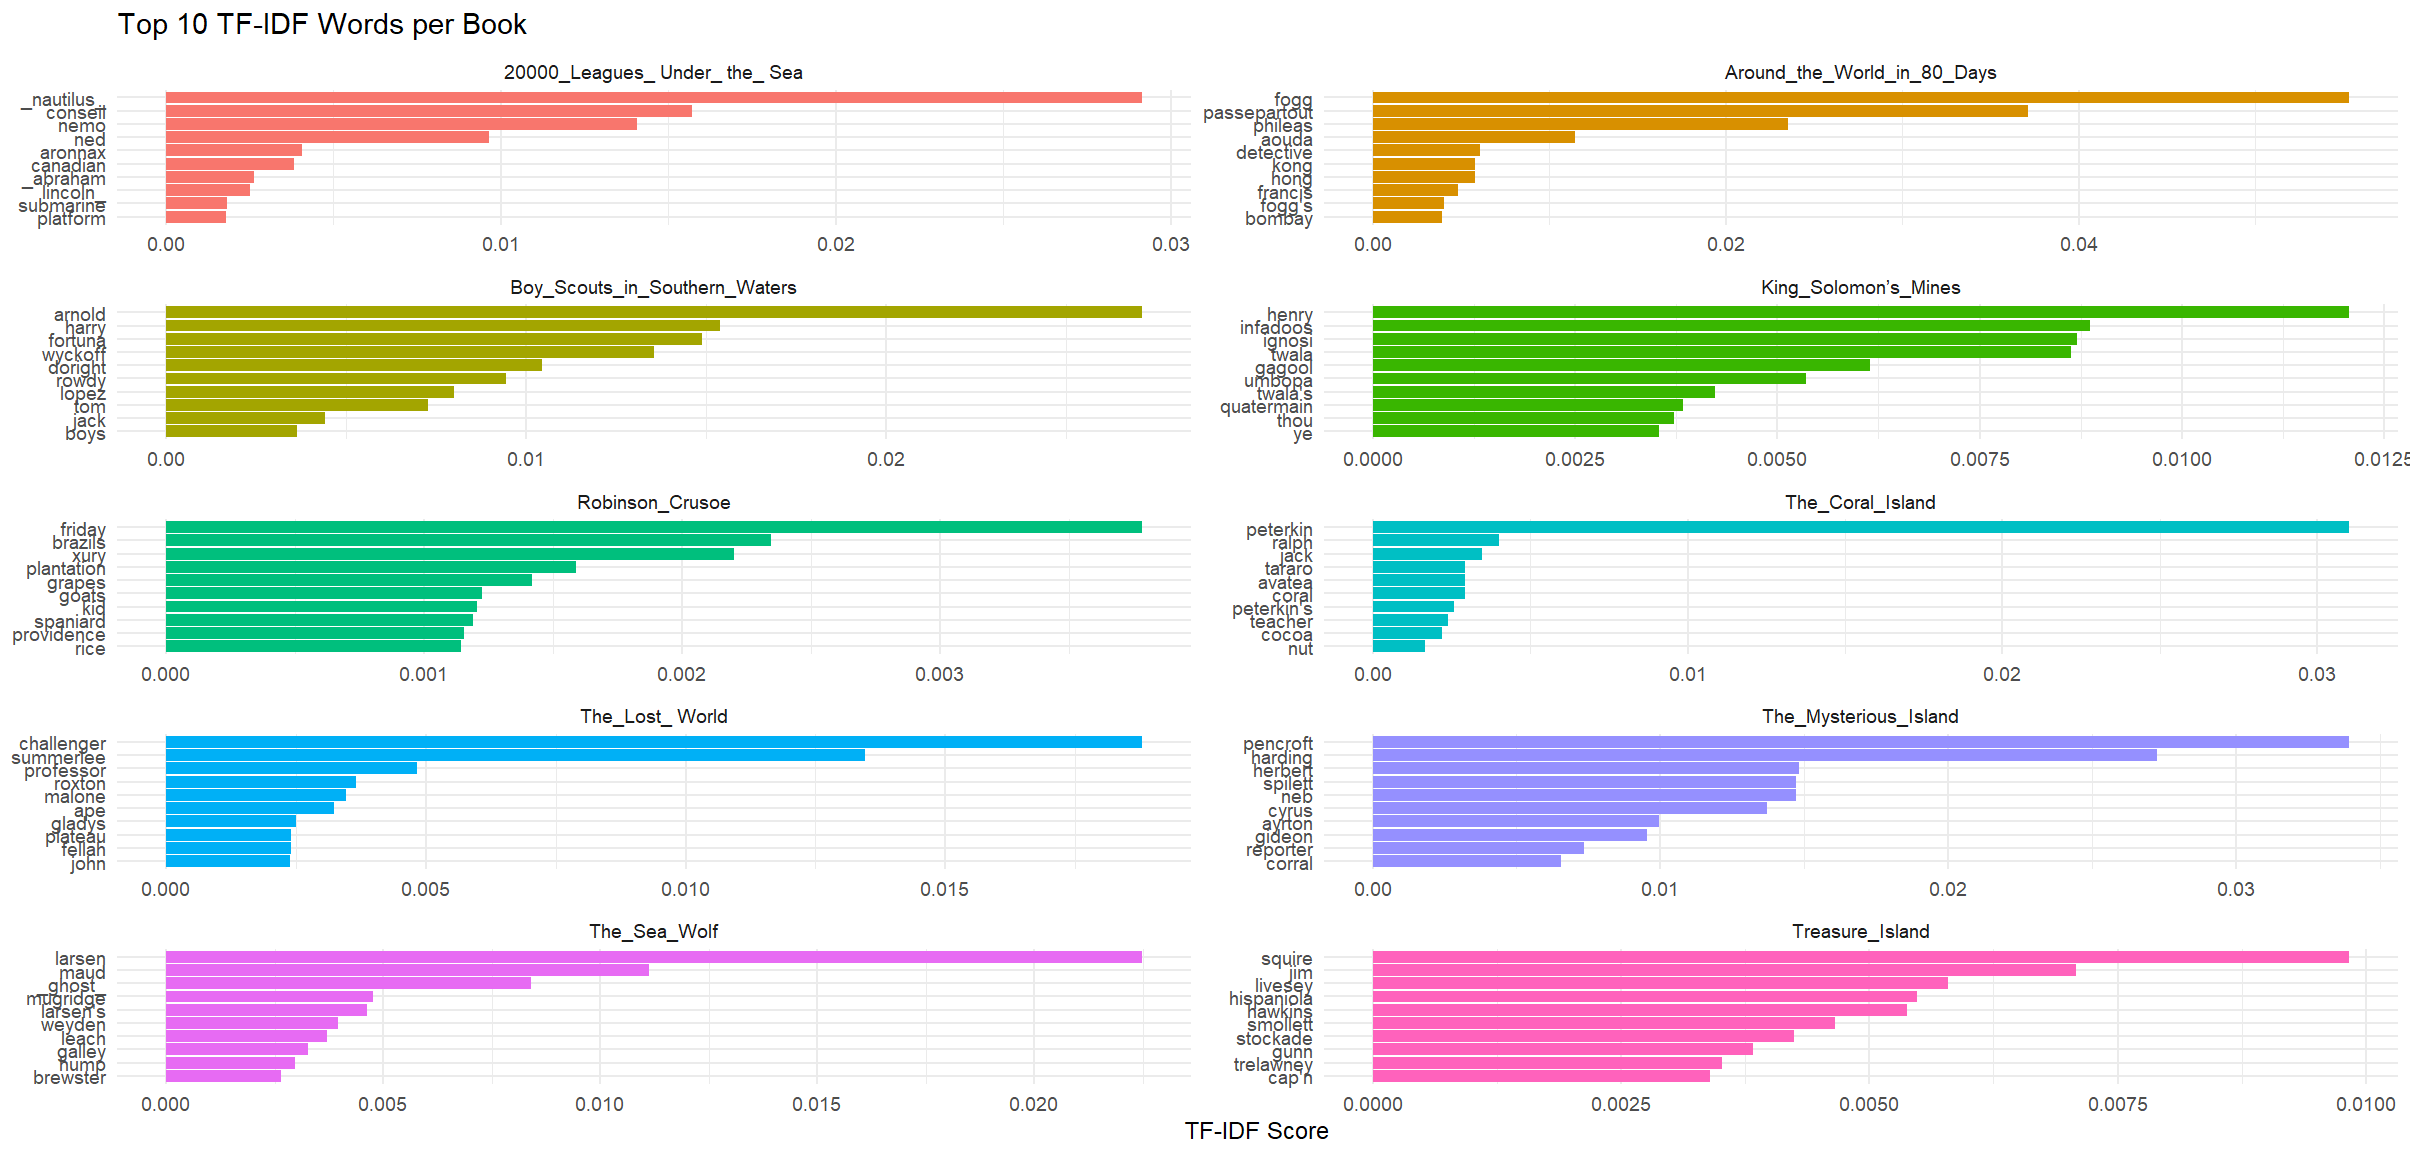 Top 10 TF-IDF Words per Book
20000_Leagues_ Under_ the_ Sea
_nautilus_
conseil
nemo
ned
aronnax
canadian
_abraham
lincoln_
submarine
platform
0.00 0.01 0.02 0.03
Around_the_World_in_80_Days
fogg
passepartout
phileas
aouda
detective
kong
hong
francis
fogg's
bombay
0.00 0.02 0.04
Boy_Scouts_in_Southern_Waters
arnold
harry
fortuna
wyckoff
doright
rowdy
lopez
tom
jack
boys
0.00 0.01 0.02
King_Solomon’s_Mines
henry
infadoos
ignosi
twala
gagool
umbopa
twala's
quatermain
thou
ye
0.0000 0.0025 0.0050 0.0075 0.0100 0.0125
Robinson_Crusoe
friday
brazils
xury
plantation
grapes
goats
kid
spaniard
providence
rice
0.000 0.001 0.002 0.003
The_Coral_Island
peterkin
ralph
jack
tararo
avatea
coral
peterkin's
teacher
cocoa
nut
0.00 0.01 0.02 0.03
The_Lost_ World
challenger
summerlee
professor
roxton
malone
ape
gladys
plateau
fellah
john
0.000 0.005 0.010 0.015
The_Mysterious_Island
pencroft
harding
herbert
spilett
neb
cyrus
ayrton
gideon
reporter
corral
0.00 0.01 0.02 0.03
The_Sea_Wolf
larsen
maud
_ghost_
mugridge
larsen's
weyden
leach
galley
hump
brewster
0.000 0.005 0.010 0.015 0.020
Treasure_Island
squire
jim
livesey
hispaniola
hawkins
smollett
stockade
gunn
trelawney
cap'n
0.0000 0.0025 0.0050 0.0075 0.0100
TF-IDF Score